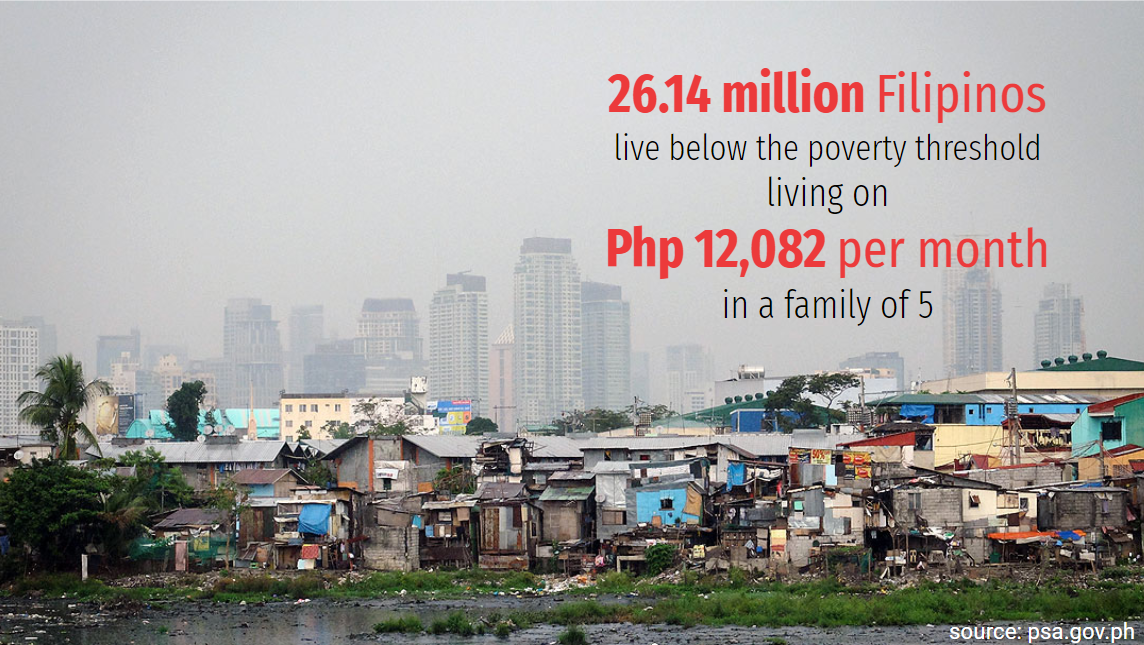 26.14 million Filipinos
live below the poverty threshold
living on
Php 12,082 per month
in a family of 5
source: psa.gov.ph